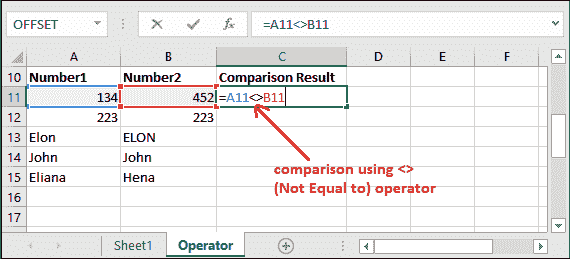 OFFSET =A11<>B11
A B C D E F
10 Number1 Number2 Comparison Result
11 134 452 =A11<>B11
12 223 223
13 Elon ELON
14 John John
15 Eliana Hena
16
17
comparison using <>
(Not Equal to) operator
Sheet1 Operator